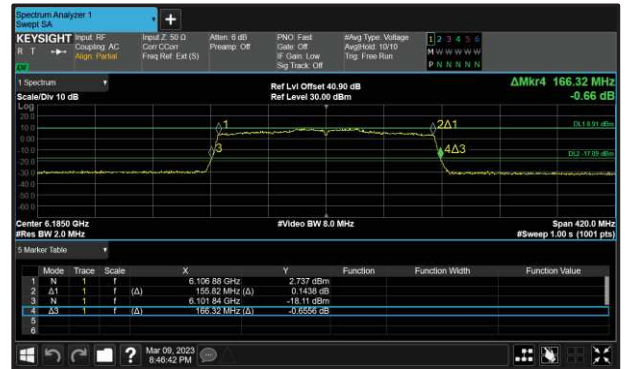 Spectrum Analyzer 1
Swept SA
+
KEYSIGHT Input: RF Input Z: 50 Ω Atten: 6 dB PNO: Fast #Avg Type: Voltage 1 2 3 4 5 6
R T Coupling: AC Corr CCorr Preamp: Off Gate: Off Avg|Hold: 10/10 M W W W W W
Align: Partial Freq Ref: Ext (S) IF Gain: Low Trig: Free Run
Sig Track: Off P N N N N N
1 Spectrum Ref Lvl Offset 40.90 dB ΔMkr4 166.32 MHz
Scale/Div 10 dB Ref Level 30.00 dBm -0.66 dB
Log
20.0
10.0 1 2Δ1 DL1 8.91 dBm
0.00
-10.0 3 4Δ3
-20.0 DL2 -17.09 dBm
-30.0
-40.0
-50.0
-60.0
Center 6.1850 GHz #Video BW 8.0 MHz Span 420.0 MHz
#Res BW 2.0 MHz #Sweep 1.00 s (1001 pts)
5 Marker Table
Mode Trace Scale X Y Function Function Width Function Value
1 N 1 f 6.106 88 GHz 2.737 dBm
2 Δ1 1 f (Δ) 155.82 MHz (Δ) 0.1438 dB
3 N 1 f 6.101 84 GHz -18.11 dBm
4 Δ3 1 f (Δ) 166.32 MHz (Δ) -0.6556 dB
5
6
? Mar 09, 2023
8:46:42 PM